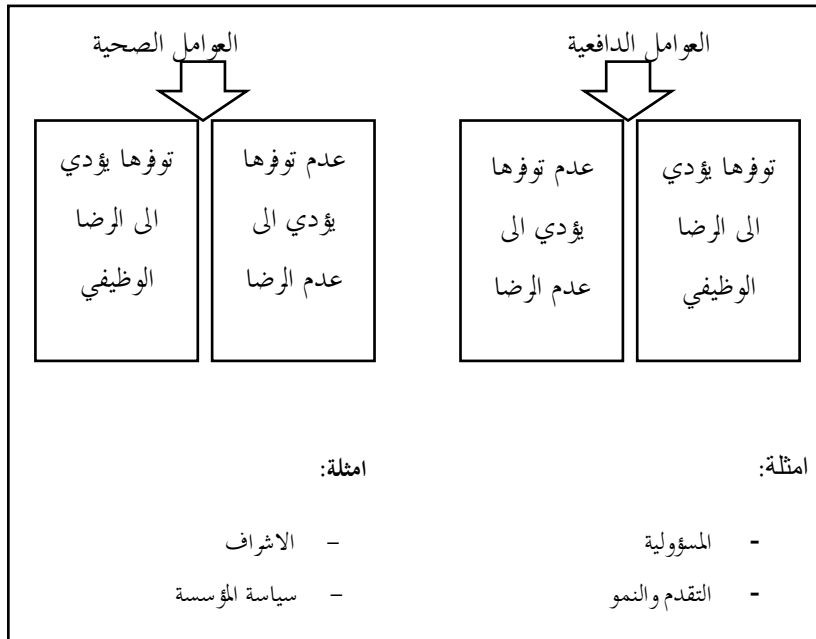 العوامل الدافعية
العوامل الصحية
توفرها يؤدي
الى الرضا
الوظيفي
عدم توفرها
يؤدي الى
عدم الرضا
عدم توفرها
يؤدي الى
عدم الرضا
توفرها يؤدي
الى الرضا
الوظيفي
امثلة:
- المسؤولية
- التقدم والنمو
امثلة:
– الاشراف
– سياسة المؤسسة